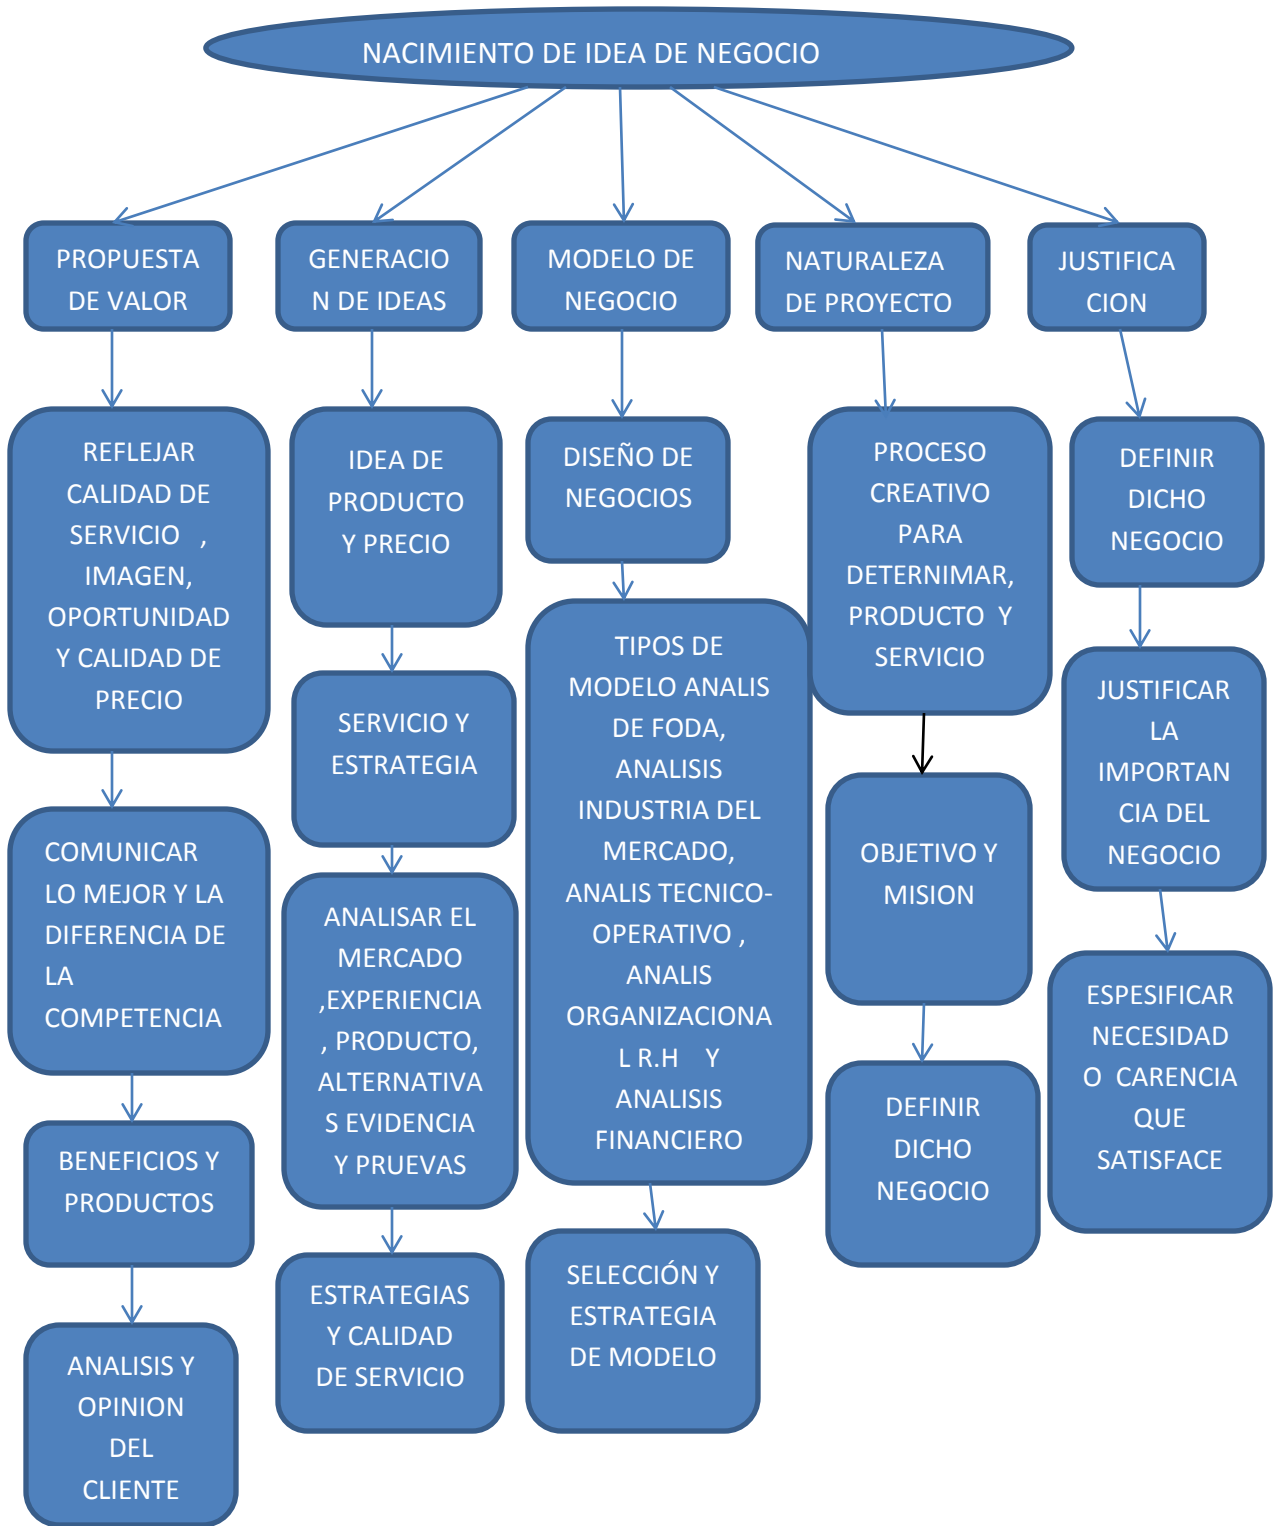 NACIMIENTO DE IDEA DE NEGOCIO
PROPUESTA
DE VALOR
GENERACIO
N DE IDEAS
MODELO DE
NEGOCIO
NATURALEZA
DE PROYECTO
JUSTIFICA
CION
REFLEJAR
CALIDAD DE
SERVICIO ,
IMAGEN,
OPORTUNIDAD
Y CALIDAD DE
PRECIO
IDEA DE
PRODUCTO
Y PRECIO
DISEÑO DE
NEGOCIOS
PROCESO
CREATIVO
PARA
DETERNIMAR,
PRODUCTO Y
SERVICIO
DEFINIR
DICHO
NEGOCIO
COMUNICAR
LO MEJOR Y LA
DIFERENCIA DE
LA
COMPETENCIA
SERVICIO Y
ESTRATEGIA
TIPOS DE
MODELO ANALIS
DE FODA,
ANALISIS
INDUSTRIA DEL
MERCADO,
ANALIS TECNICO-
OPERATIVO ,
ANALIS
ORGANIZACIONA
L R.H Y
ANALISIS
FINANCIERO
OBJETIVO Y
MISION
JUSTIFICAR
LA
IMPORTAN
CIA DEL
NEGOCIO
BENEFICIOS Y
PRODUCTOS
ANALISAR EL
MERCADO
,EXPERIENCIA
, PRODUCTO,
ALTERNATIVA
S EVIDENCIA
Y PRUEVAS
SELECCIÓN Y
ESTRATEGIA
DE MODELO
DEFINIR
DICHO
NEGOCIO
ESPESIFICAR
NECESIDAD
O CARENCIA
QUE
SATISFACE
ANALISIS Y
OPINION
DEL
CLIENTE
ESTRATEGIAS
Y CALIDAD
DE SERVICIO